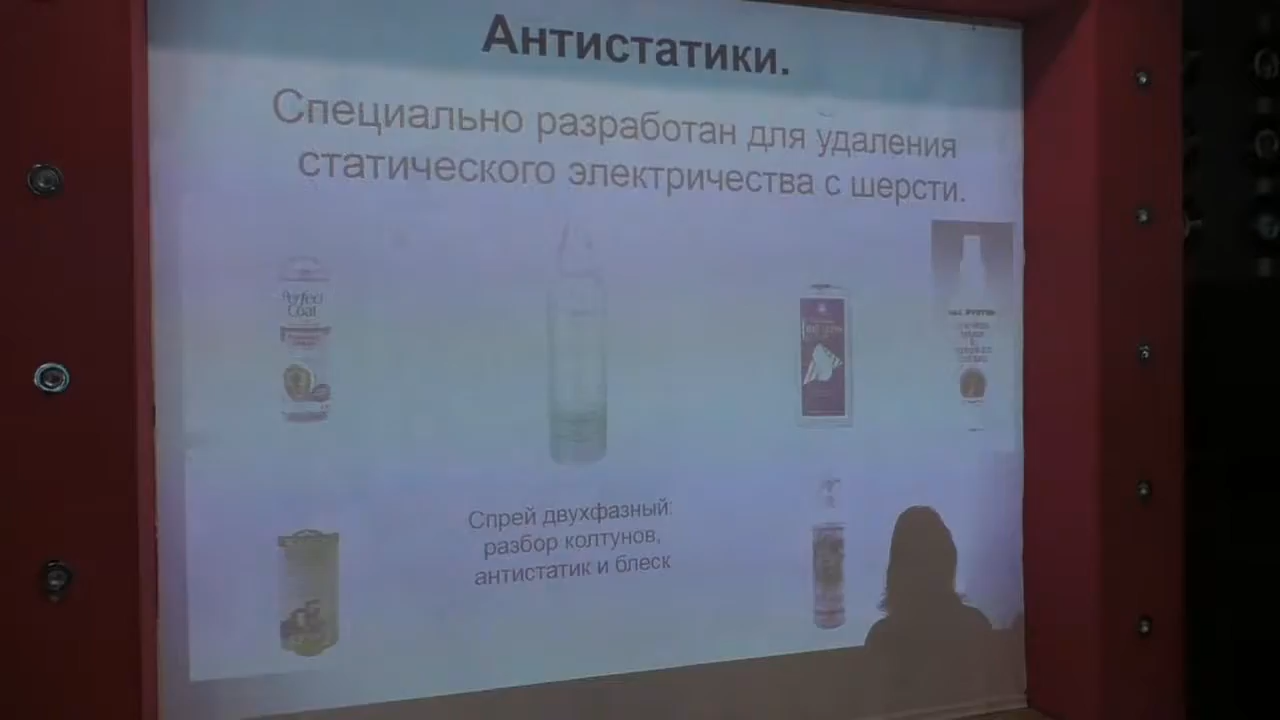 Антистатики.
Специально разработан для удаления
статического электричества с шерсти.
Perfect
Coat
Спрей двухфазный:
разбор колтунов,
антистатик и блеск